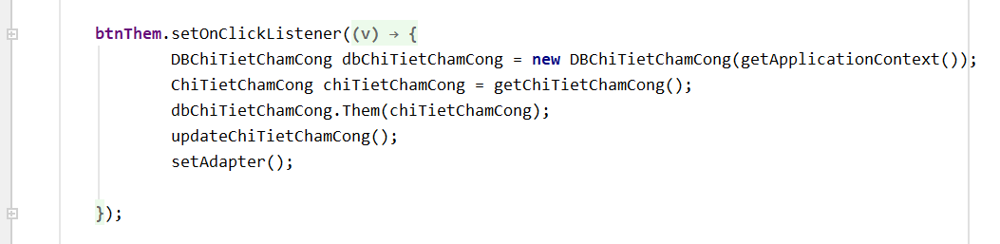 btnThem.setOnClickListener((v) → {
DBChiTietChamCong dbChiTietChamCong = new DBChiTietChamCong(getApplicationContext());
ChiTietChamCong chiTietChamCong = getChiTietChamCong();
dbChiTietChamCong.Them(chiTietChamCong);
updateChiTietChamCong();
setAdapter();
});